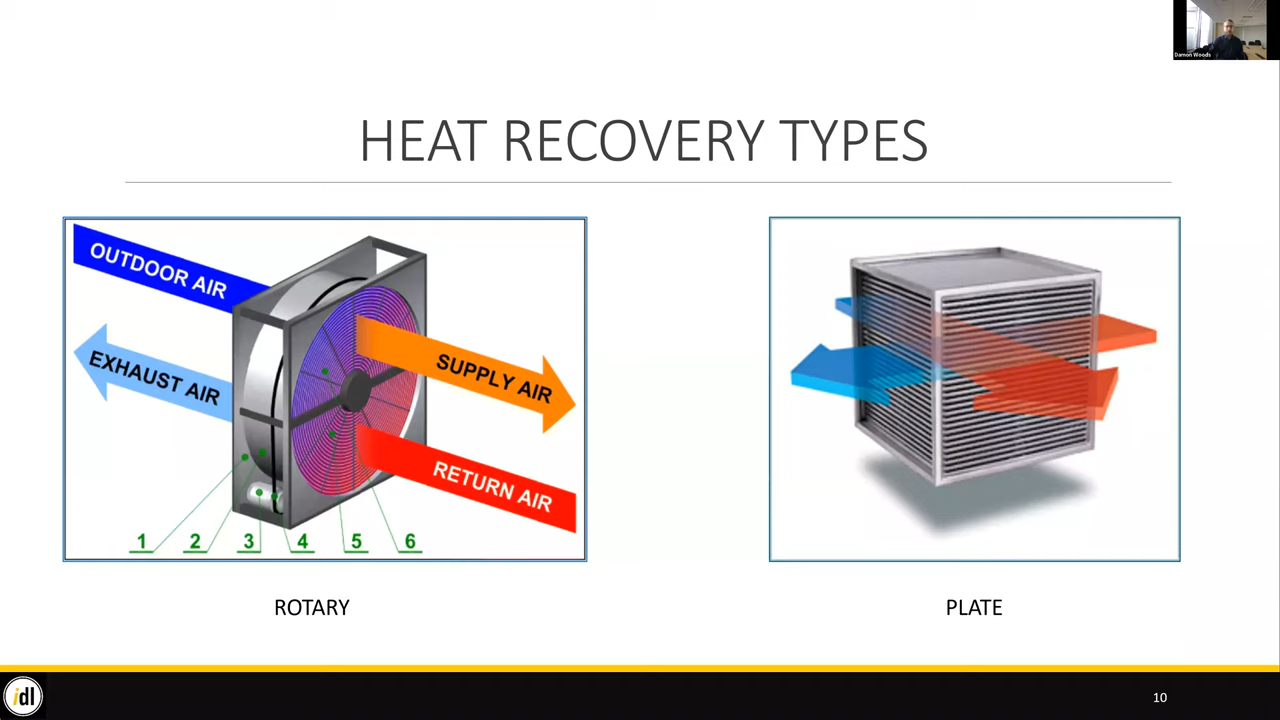 Damon Woods
HEAT RECOVERY TYPES
OUTDOOR AIR
EXHAUST AIR
SUPPLY AIR
RETURN AIR
1 2 3 4 5 6
ROTARY
PLATE
idl
10